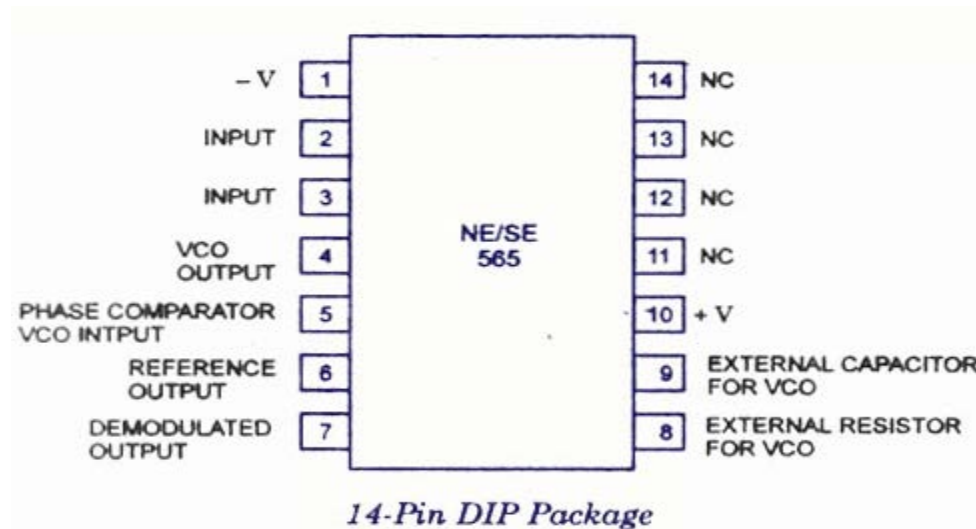 – V 1
INPUT 2
INPUT 3
VCO
OUTPUT 4
PHASE COMPARATOR
VCO INTPUT 5
REFERENCE
OUTPUT 6
DEMODULATED
OUTPUT 7
NE/SE
565
14 NC
13 NC
12 NC
11 NC
10 + V
9 EXTERNAL CAPACITOR
FOR VCO
8 EXTERNAL RESISTOR
FOR VCO
14-Pin DIP Package